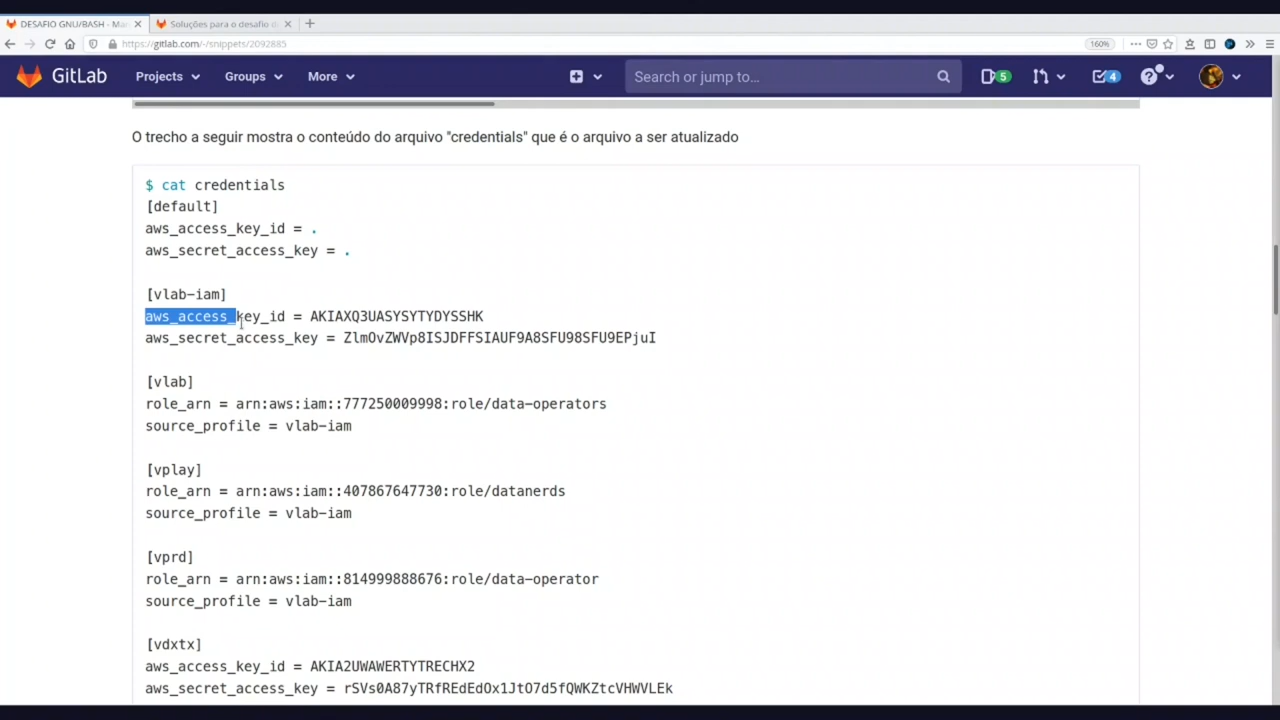 DESAFIO GNU/BASH - Mar
Soluções para o desafio d
https://gitlab.com/-/snippets/2092885
160%
GitLab
Projects
Groups
More
Search or jump to...
5
4
O trecho a seguir mostra o conteúdo do arquivo "credentials" que é o arquivo a ser atualizado
$ cat credentials
[default]
aws_access_key_id = .
aws_secret_access_key = .
[vlab-iam]
aws_access_key_id = AKIAXQ3UASYSYTYDYSSHK
aws_secret_access_key = ZlmOvZWVp8ISJDFFSIAUF9A8SFU98SFU9EPjuI
[vlab]
role_arn = arn:aws:iam::777250009998:role/data-operators
source_profile = vlab-iam
[vplay]
role_arn = arn:aws:iam::407867647730:role/datanerds
source_profile = vlab-iam
[vprd]
role_arn = arn:aws:iam::814999888676:role/data-operator
source_profile = vlab-iam
[vdxtx]
aws_access_key_id = AKIA2UWAWERTYTRECHX2
aws_secret_access_key = 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